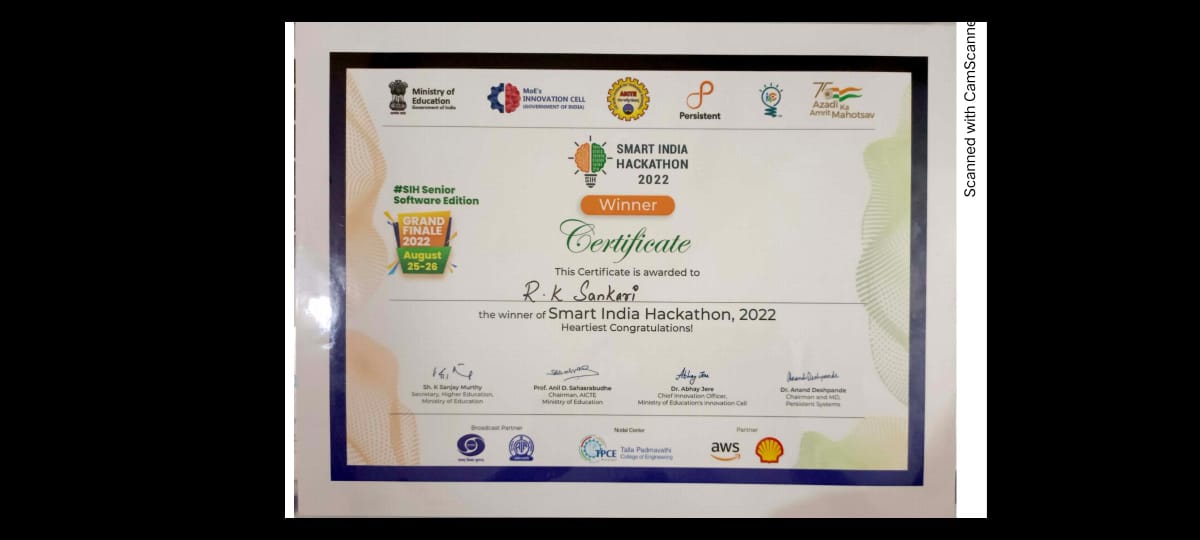 Ministry of
Education
Government of India
MoE's
INNOVATION CELL
(GOVERNMENT OF INDIA)
AICTE
Persistent
75
Azadi Ka
Amrit Mahotsav
Scanned with CamScanne
SIH
SMART INDIA
HACKATHON
2022
#SIH Senior
Software Edition
GRAND
FINALE
2022
August
25-26
Winner
Certificate
This Certificate is awarded to
R.K Sankari
the winner of Smart India Hackathon, 2022
Heartiest Congratulations!
Sh. K Sanjay Murthy
Secretary, Higher Education,
Ministry of Education
Prof. Anil D. Sahasrabudhe
Chairman, AICTE
Ministry of Education
Abhay Jere
Dr. Abhay Jere
Chief Innovation Officer,
Ministry of Education's Innovation Cell
Anand Deshpande
Dr. Anand Deshpande
Chairman and MD,
Persistent Systems
Broadcast Partner
Nodal Center
TPCE
Talla Padmavathi
College of Engineering
Partner
aws